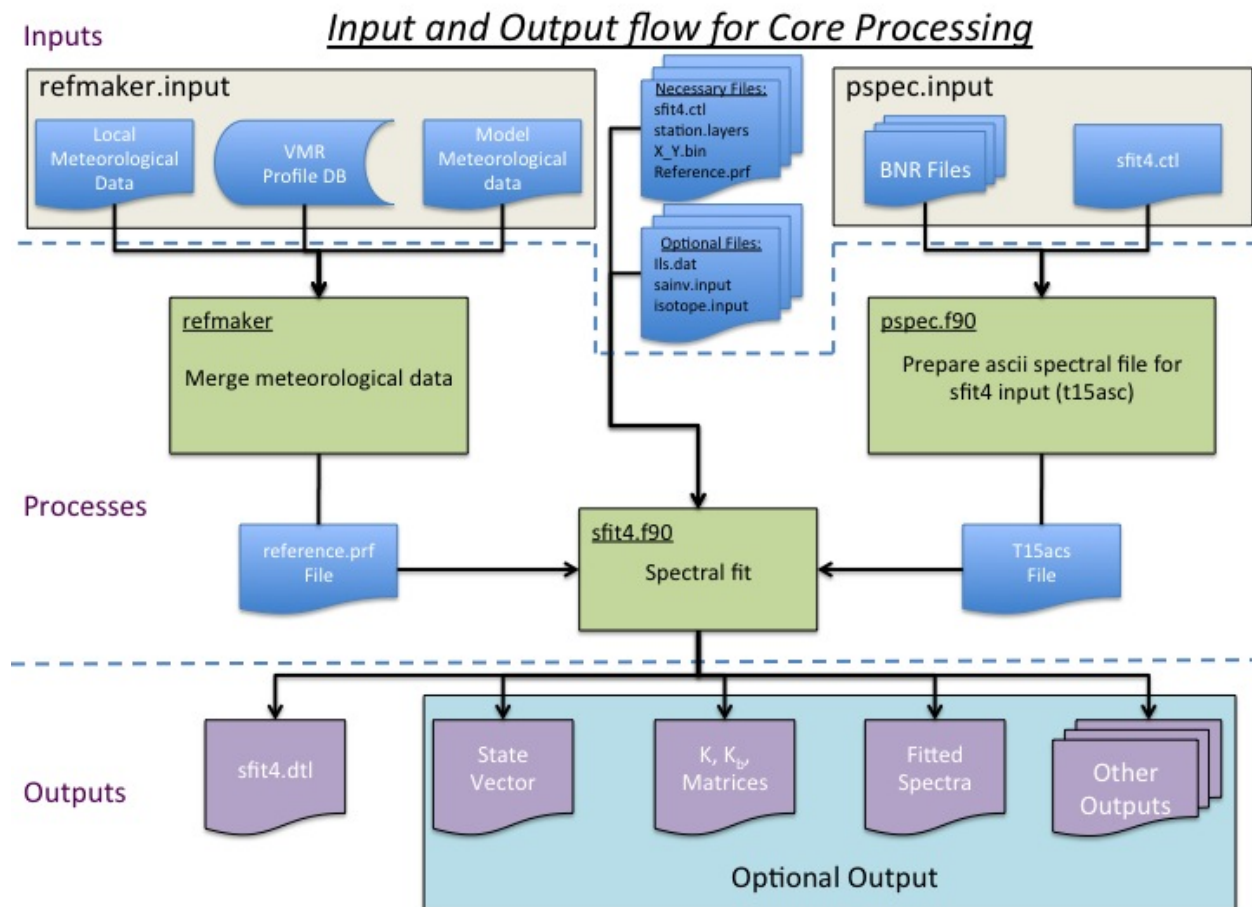 Input and Output flow for Core Processing
Inputs
refmaker.input
Local
Meteorological
Data
VMR
Profile DB
Model
Meteorological
data
Necessary Files:
sfit4.ctl
station.layers
X_Y.bin
Reference.prf
Optional Files:
Ils.dat
sainv.input
isotope.input
pspec.input
BNR Files
sfit4.ctl
refmaker
Merge meteorological data
pspec.f90
Prepare ascii spectral file for
sfit4 input (t15asc)
Processes
reference.prf
File
sfit4.f90
Spectral fit
T15acs
File
Outputs
sfit4.dtl
State
Vector
K, Kb,
Matrices
Fitted
Spectra
Other
Outputs
Optional Output